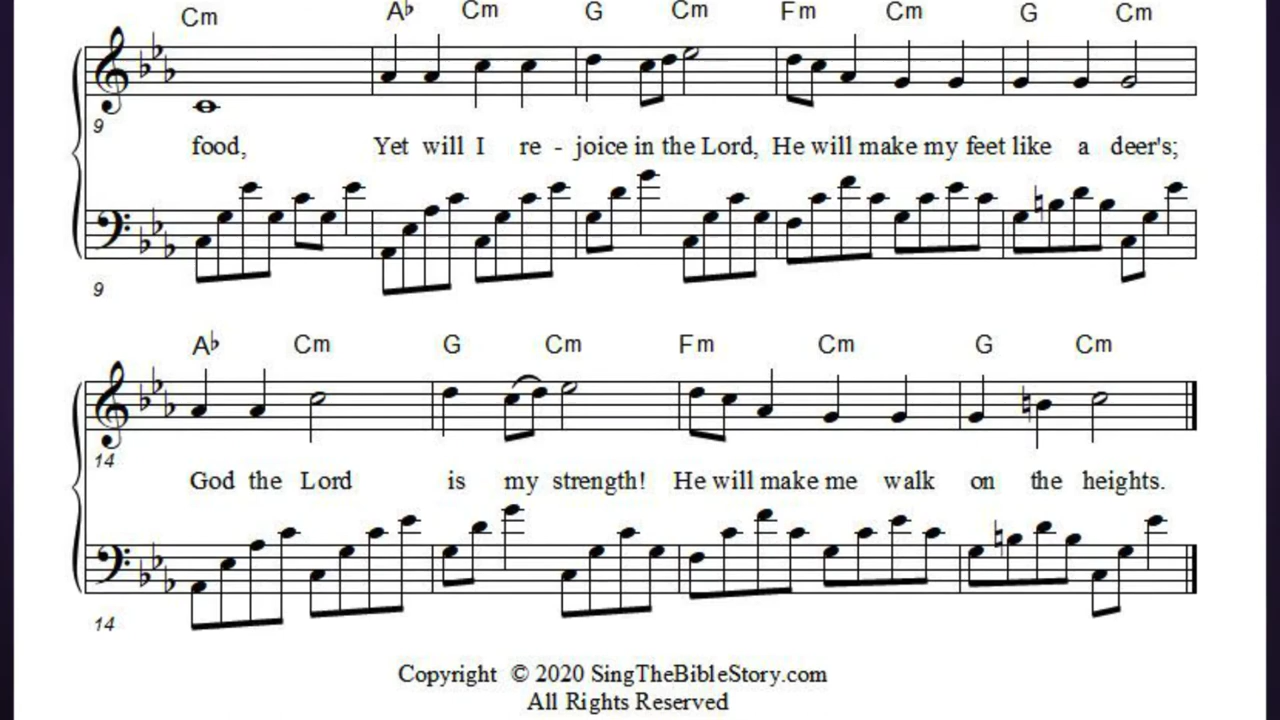 Cm A♭ Cm G Cm Fm Cm G Cm
9
food, Yet will I re - joice in the Lord, He will make my feet like a deer's;
9
A♭ Cm G Cm Fm Cm G Cm
14
God the Lord is my strength! He will make me walk on the heights.
14
Copyright © 2020 SingTheBibleStory.com
All Rights Reserved